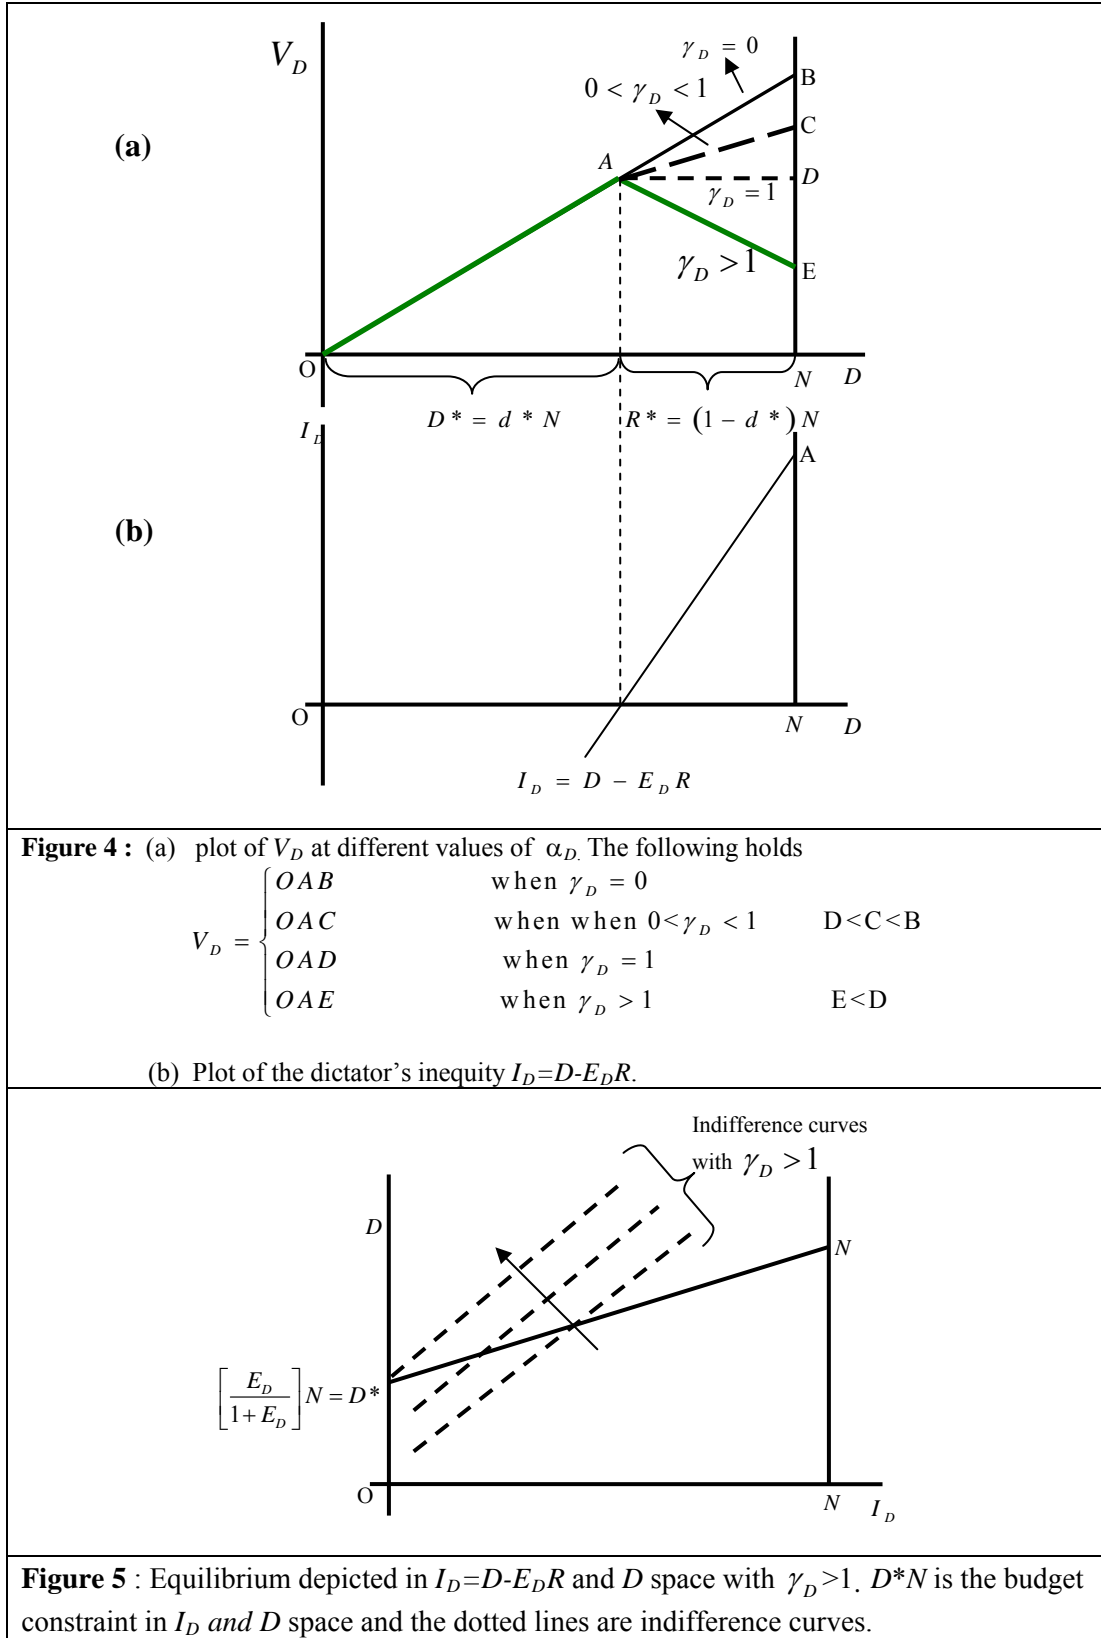 V_D
γ_D = 0
B
0 < γ_D < 1
C
(a)
A
D
γ_D = 1
γ_D > 1
E
O
N
D
D * = d * N
R * = (1 − d *) N
I_D
A
(b)
O
N
D
I_D = D − E_D R
Figure 4 : (a) plot of V_D at different values of α_D. The following holds
V_D = { OAB when γ_D = 0
OAC when when 0<γ_D < 1 D<C<B
OAD when γ_D = 1
OAE when γ_D > 1 E<D
(b) Plot of the dictator's inequity I_D=D-E_DR.
Indifference curves
with γ_D > 1
D
N
[E_D / 1 + E_D] N = D*
O
N
I_D
Figure 5 : Equilibrium depicted in I_D=D-E_DR and D space with γ_D >1. D*N is the budget
constraint in I_D and D space and the dotted lines are indifference curves.